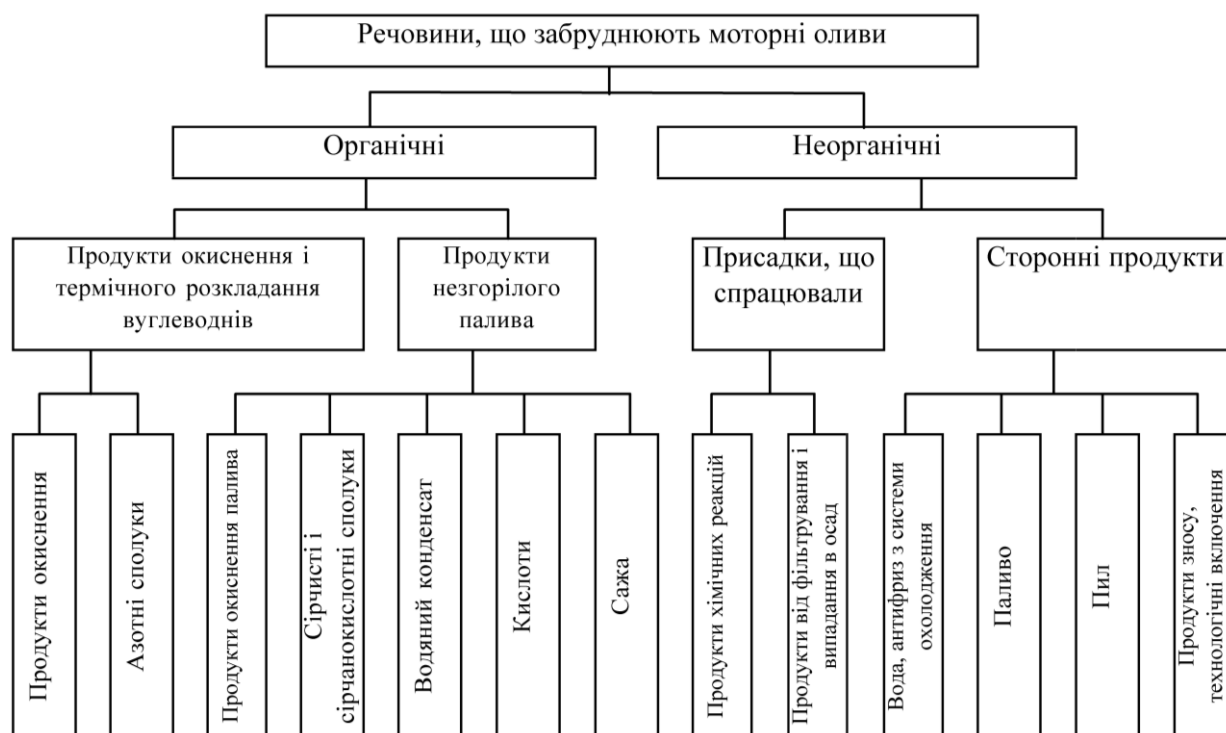 Речовини, що забруднюють моторні оливи
Органічні
Неорганічні
Продукти окиснення і
термічного розкладання
вуглеводнів
Продукти
незгорілого
палива
Присадки, що
спрацювали
Сторонні продукти
Продукти окиснення
Азотні сполуки
Продукти окиснення палива
Сірчисті і
сірчанокислотні сполуки
Водяний конденсат
Кислоти
Сажа
Продукти хімічних реакцій
Продукти від фільтрування і
випадання в осад
Вода, антифриз з системи
охолодження
Паливо
Пил
Продукты зносу,
технологічні включення